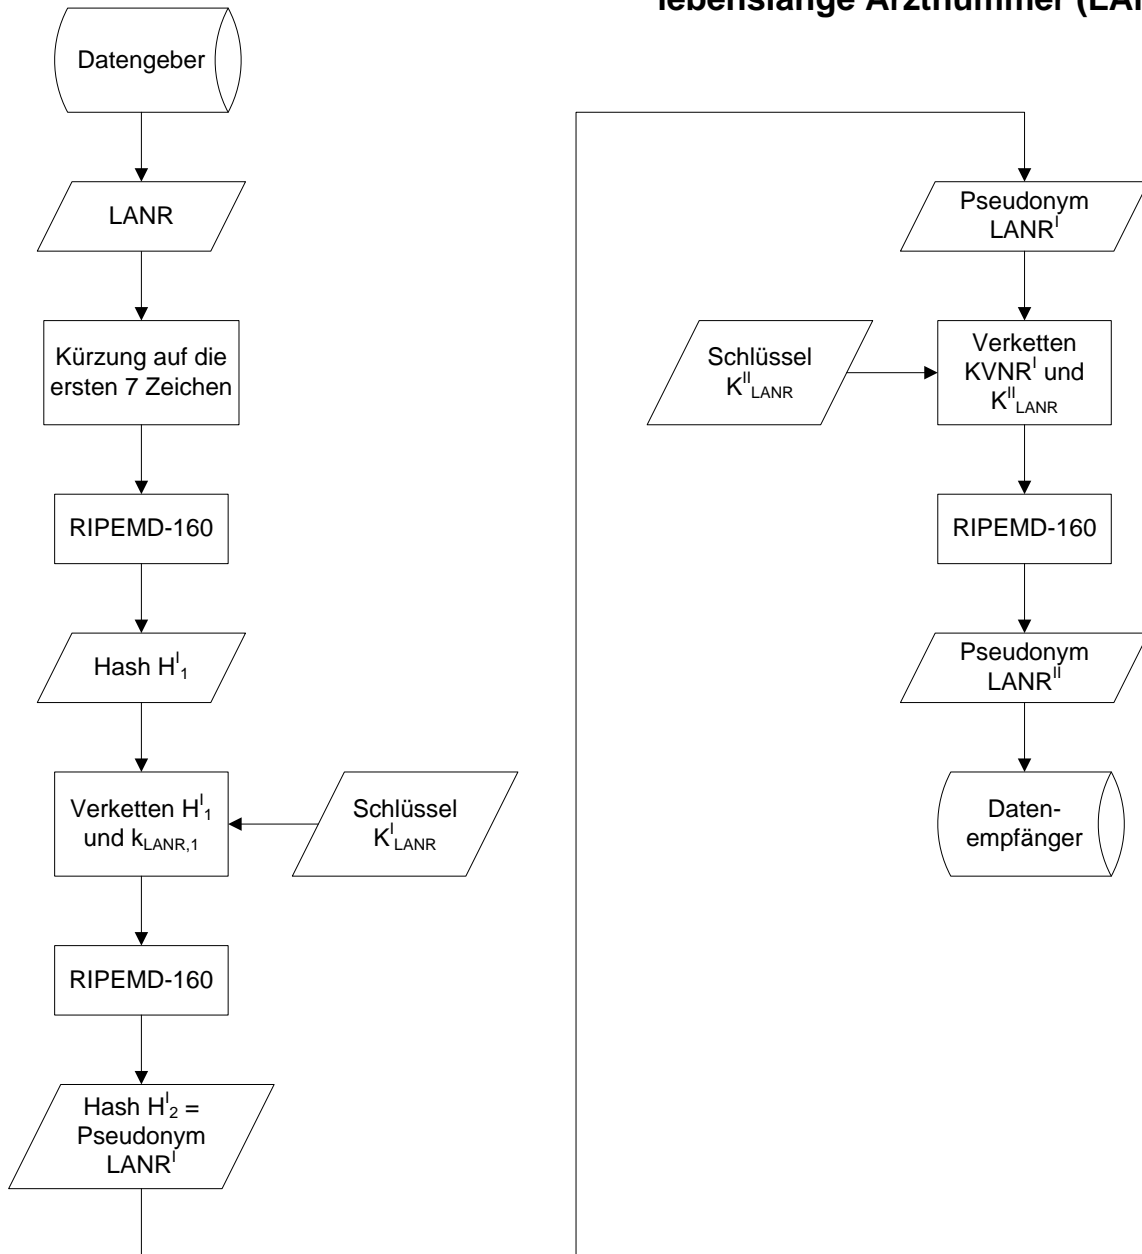 lebenslange Arztnummer
Datengeber
LANR
Kürzung auf die
ersten 7 Zeichen
RIPEMD-160
Hash H^I_1
Verketten H^I_1
und k_LANR,1
Schlüssel
K^I_LANR
RIPEMD-160
Hash H^I_2 =
Pseudonym
LANR^I
Pseudonym
LANR^I
Schlüssel
K^II_LANR
Verketten
KVNR^I und
K^II_LANR
RIPEMD-160
Pseudonym
LANR^II
Daten-
empfänger